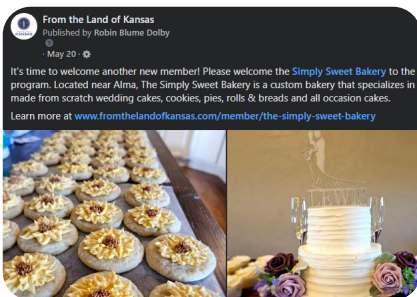 From the Land of Kansas
Published by Robin Blume Dolby
· May 20 ·
It's time to welcome another new member! Please welcome the Simply Sweet Bakery to the
program. Located near Alma, The Simply Sweet Bakery is a custom bakery that specializes in
made from scratch wedding cakes, cookies, pies, rolls & breads and all occasion cakes.
Learn more at www.fromthelandofkansas.com/member/the-simply-sweet-bakery